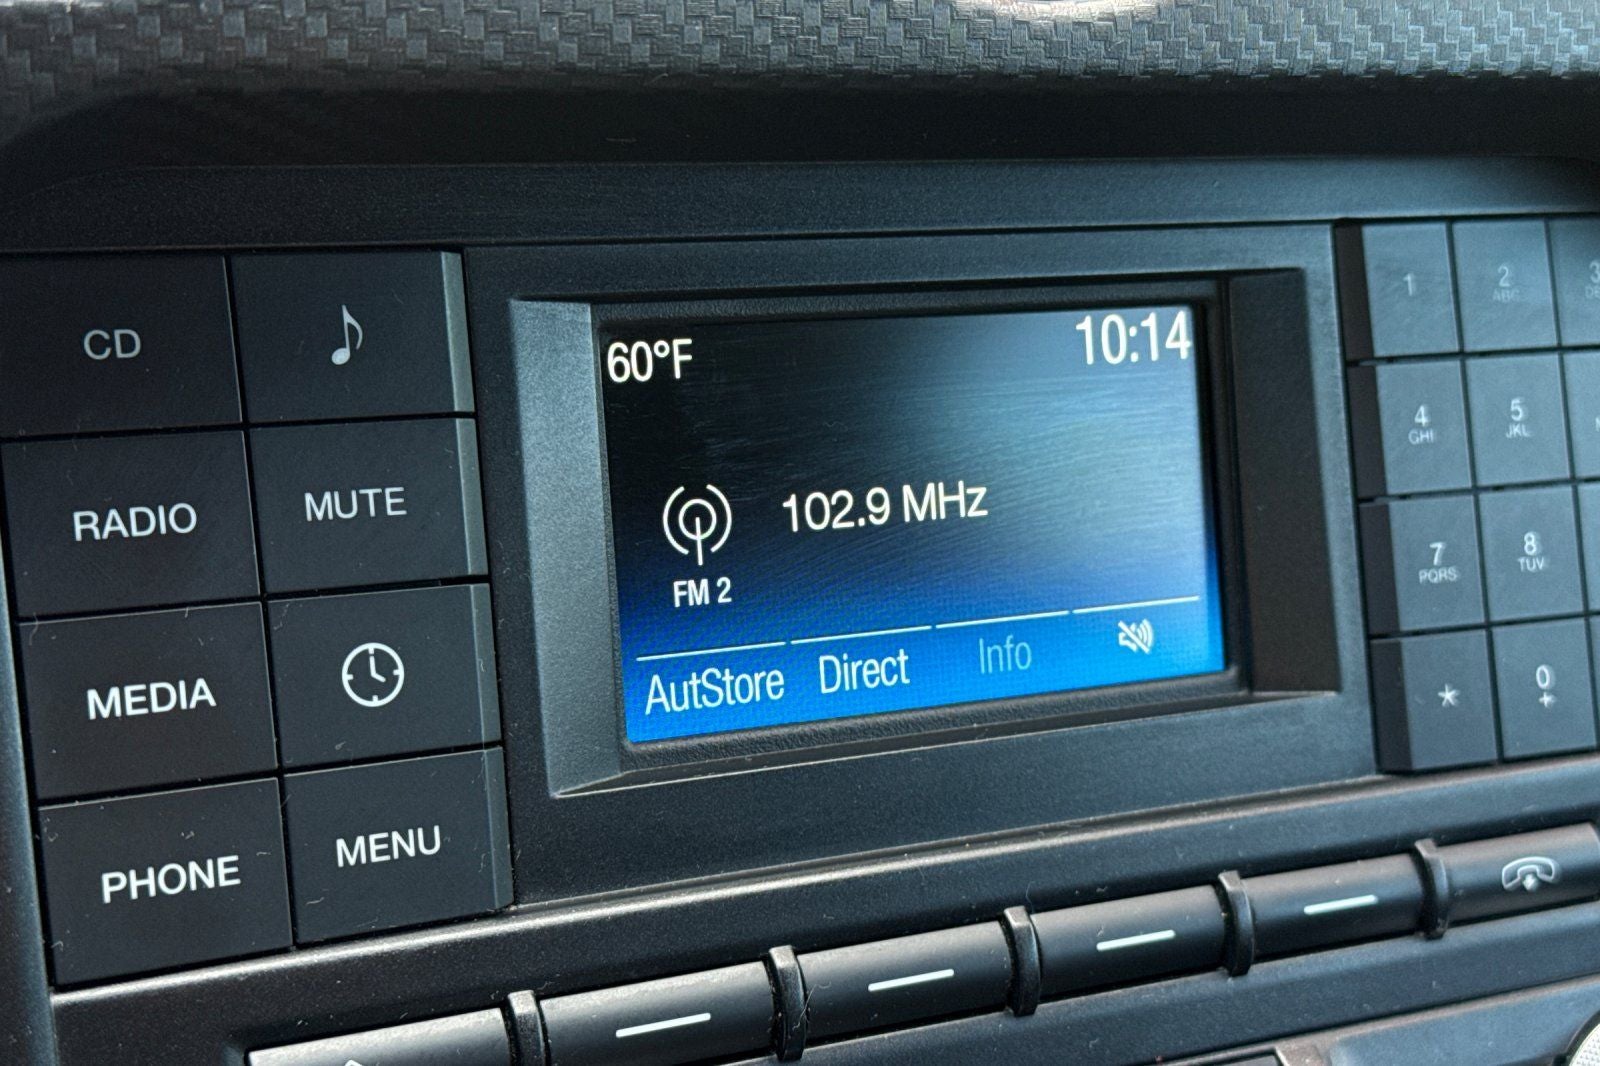 CD
RADIO
MUTE
MEDIA
PHONE
MENU
60°F
10:14
102.9 MHz
FM 2
AutStore
Direct
Info
1
2
ABC
3
4
GHI
5
JKL
7
PQRS
8
TUV
*
0
+